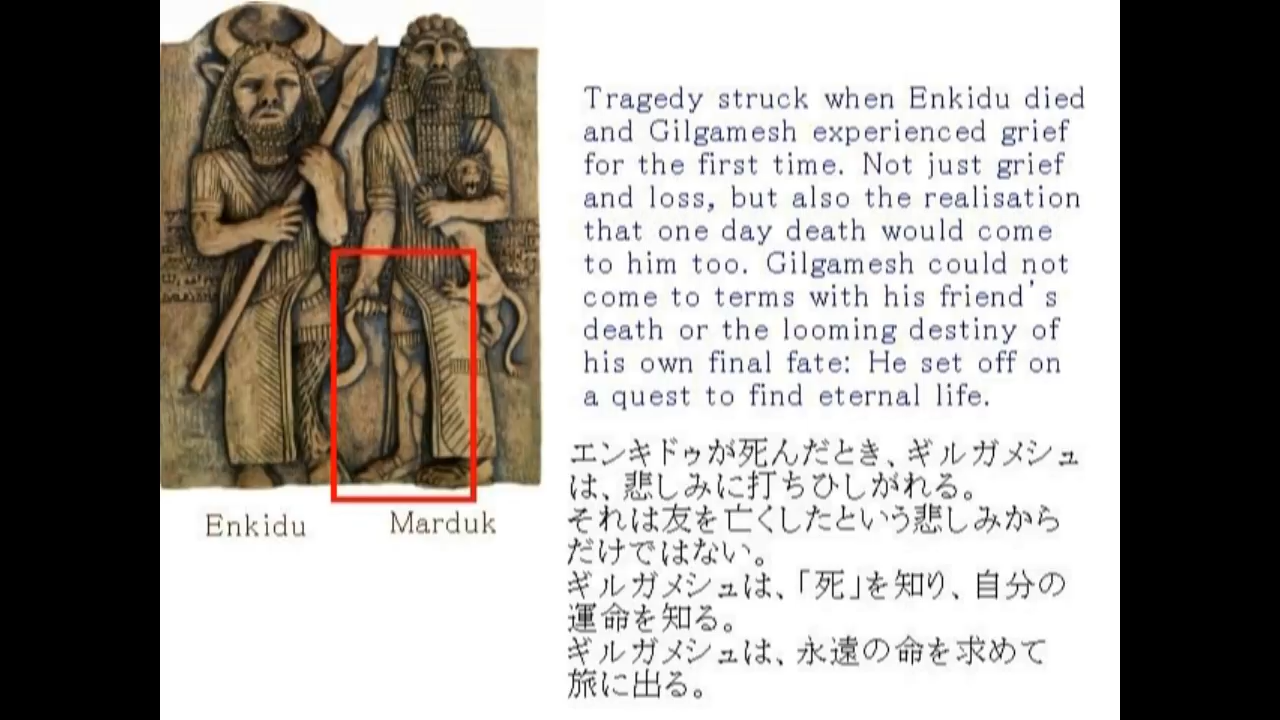 Tragedy struck when Enkidu died
and Gilgamesh experienced grief
for the first time. Not just grief
and loss, but also the realisation
that one day death would come
to him too. Gilgamesh could not
come to terms with his friend's
death or the looming destiny of
his own final fate: He set off on
a quest to find eternal life.
エンキドゥが死んだとき、ギルガメシュ
は、悲しみに打ちひしがれる。
それは友を亡くしたという悲しみから
だけではない。
ギルガメシュは、「死」を知り、自分の
運命を知る。
ギルガメシュは、永遠の命を求めて
旅に出る。
Enkidu
Marduk